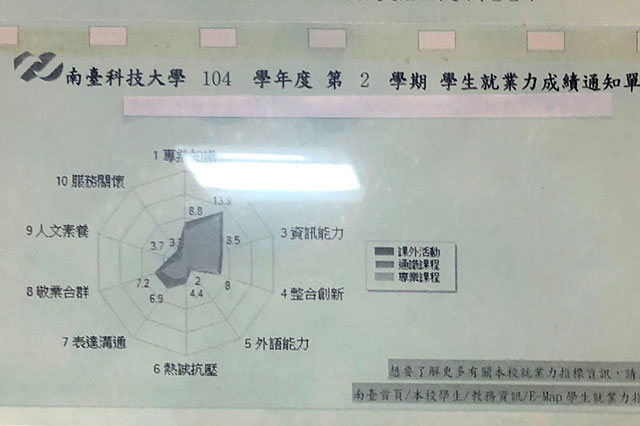 南臺科技大學 104 學年度 第 2 學期 學生就業力成績通知單
1 專業知識
10 服務關懷
13.9
8.8
9 人文素養
3.7
8.5
3 資訊能力
課外活動
通識課程
專業課程
8 敬業合群
7.2
6.9
2
4.4
8
4 整合創新
7 表達溝通
5 外語能力
6 熱誠抗壓
想要了解更多有關本校就業力指標資訊，請
南臺首頁/本校學生/教務資訊/E-Map 學生就業力指